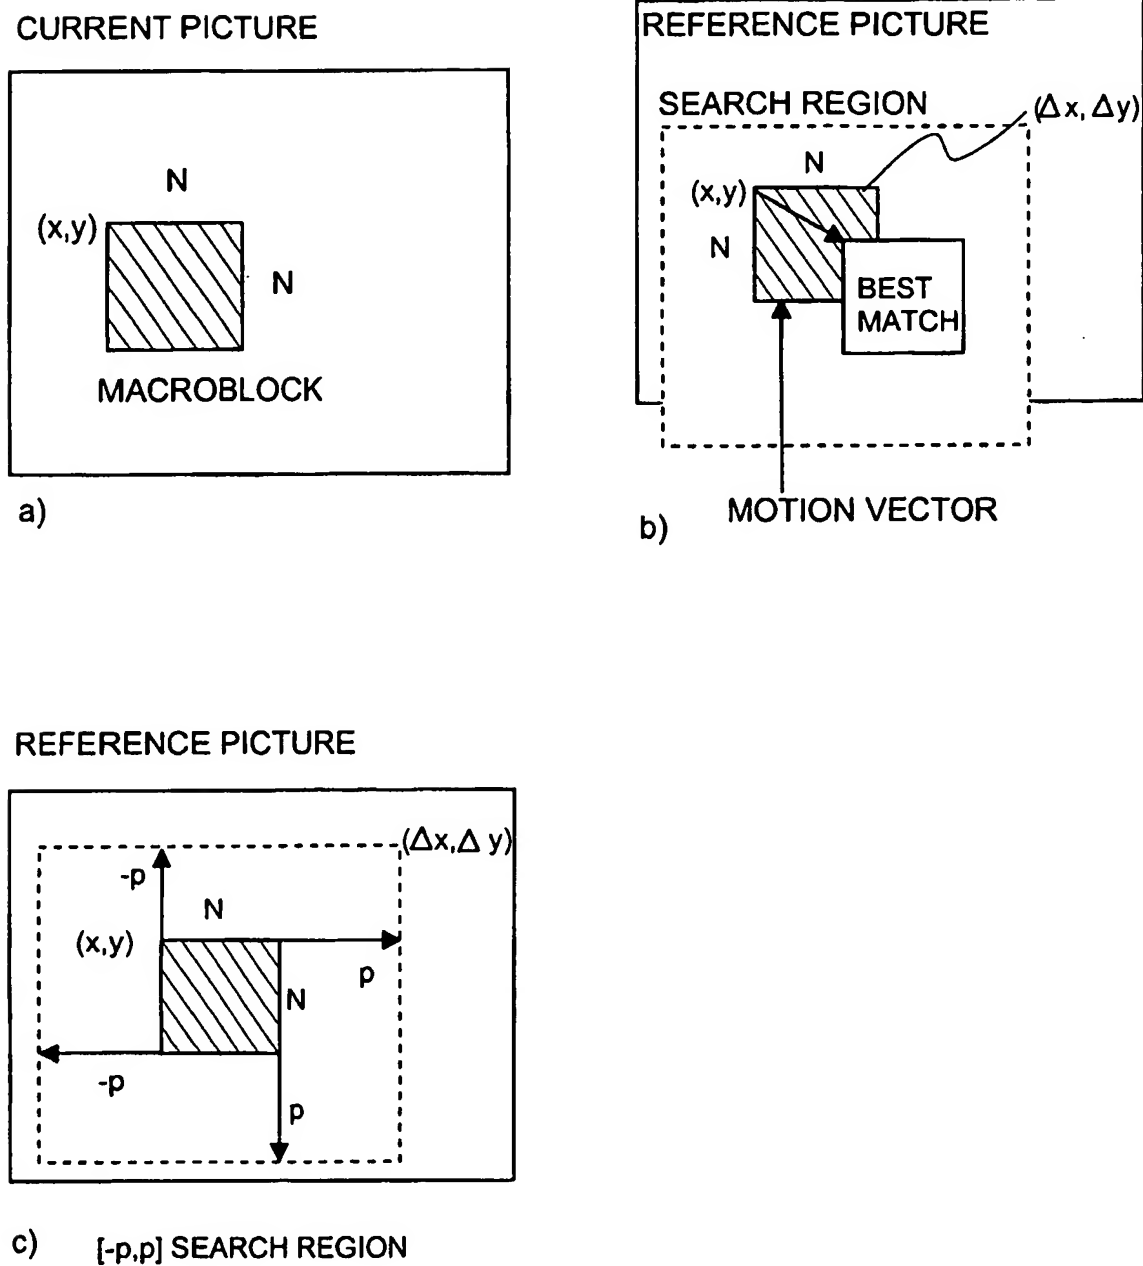 CURRENT PICTURE
N
(x,y)
N
MACROBLOCK
a)
REFERENCE PICTURE
SEARCH REGION
(Δx, Δy)
N
(x,y)
N
BEST
MATCH
MOTION VECTOR
b)
REFERENCE PICTURE
(Δx,Δ y)
-p
N
(x,y)
p
N
-p
p
c) [-p,p] SEARCH REGION